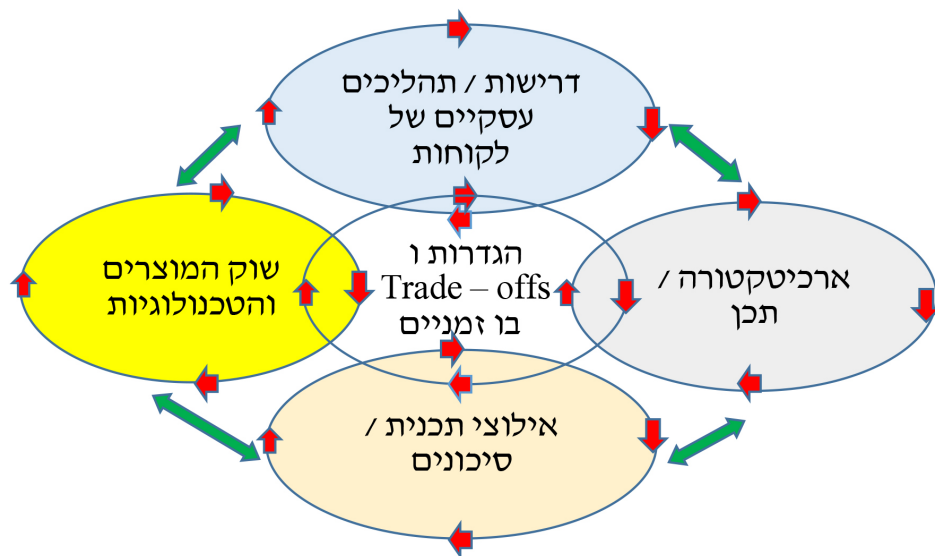 דרישות / תהליכים
עסקיים של
לקוחות
שוק המוצרים
והטכנולוגיות
הגדרות ו
Trade – offs
בו זמניים
ארכיטקטורה /
תכן
אילוצי תכנית /
סיכונים